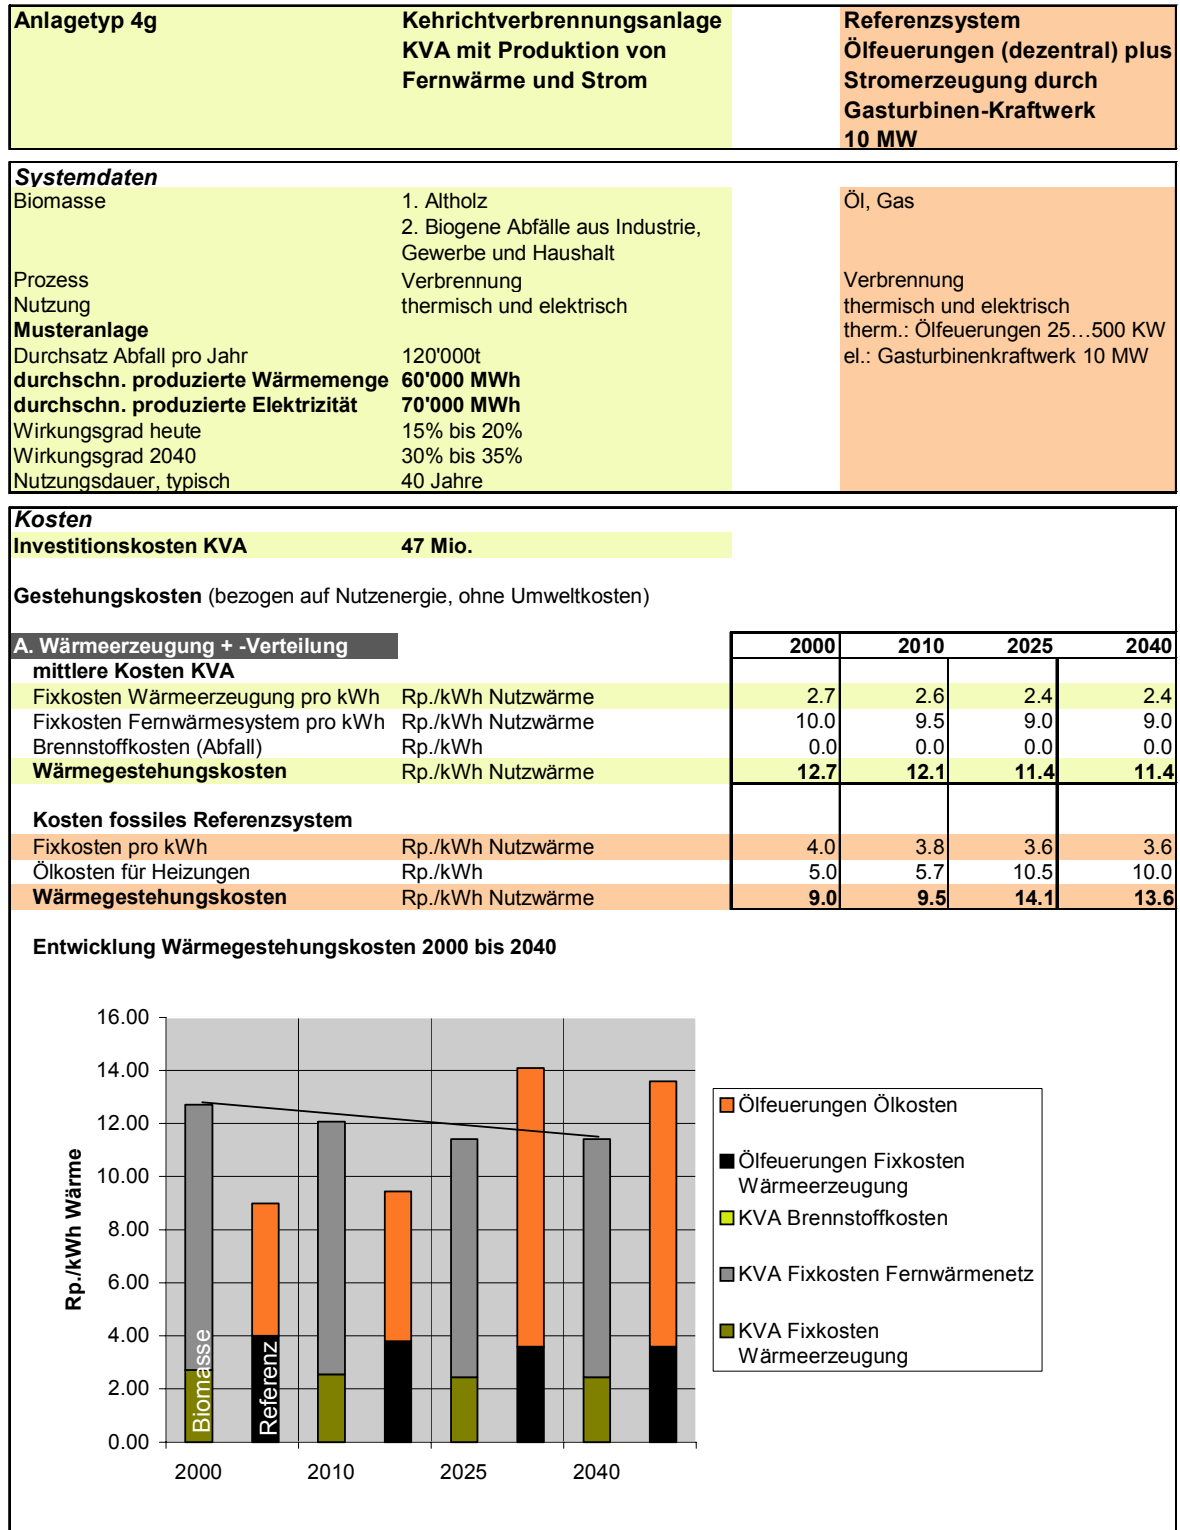 Anlagetyp 4g Kehrichtverbrennungsanlage Referenzsystem
KVA mit Produktion von Ölfeuerungen (dezentral) plus
Fernwärme und Strom Stromerzeugung durch
Gasturbinen-Kraftwerk
10 MW
Systemdaten
Biomasse 1. Altholz Öl, Gas
2. Biogene Abfälle aus Industrie,
Gewerbe und Haushalt
Prozess Verbrennung Verbrennung
Nutzung thermisch und elektrisch thermisch und elektrisch
Musteranlage therm.: Ölfeuerungen 25…500 KW
Durchsatz Abfall pro Jahr 120'000t el.: Gasturbinenkraftwerk 10 MW
durchschn. produzierte Wärmemenge 60'000 MWh
durchschn. produzierte Elektrizität 70'000 MWh
Wirkungsgrad heute 15% bis 20%
Wirkungsgrad 2040 30% bis 35%
Nutzungsdauer, typisch 40 Jahre
Kosten
Investitionskosten KVA 47 Mio.
Gestehungskosten (bezogen auf Nutzenergie, ohne Umweltkosten)
A. Wärmeerzeugung + -Verteilung 2000 2010 2025 2040
mittlere Kosten KVA
Fixkosten Wärmeerzeugung pro kWh Rp./kWh Nutzwärme 2.7 2.6 2.4 2.4
Fixkosten Fernwärmesystem pro kWh Rp./kWh Nutzwärme 10.0 9.5 9.0 9.0
Brennstoffkosten (Abfall) Rp./kWh 0.0 0.0 0.0 0.0
Wärmegestehungskosten Rp./kWh Nutzwärme 12.7 12.1 11.4 11.4
Kosten fossiles Referenzsystem
Fixkosten pro kWh Rp./kWh Nutzwärme 4.0 3.8 3.6 3.6
Ölkosten für Heizungen Rp./kWh 5.0 5.7 10.5 10.0
Wärmegestehungskosten Rp./kWh Nutzwärme 9.0 9.5 14.1 13.6
Entwicklung Wärmegestehungskosten 2000 bis 2040
Rp./kWh Wärme
16.00
14.00
12.00
10.00
8.00
6.00
4.00
2.00
0.00
Biomasse
Referenz
2000 2010 2025 2040
Ölfeuerungen Ölkosten
Ölfeuerungen Fixkosten
Wärmeerzeugung
KVA Brennstoffkosten
KVA Fixkosten Fernwärmenetz
KVA Fixkosten
Wärmeerzeugung